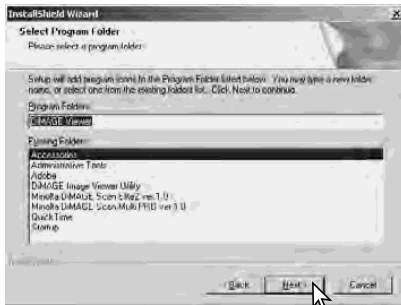 InstallShield Wizard
Select Program Folder
Please select a program folder.
Setup will add program icons to the Program Folder listed below. You may type a new folder
name, or select one from the existing folders list. Click Next to continue.
Program Folders:
DiMAGE Viewer
Existing Folders:
Accessories
Administrative Tools
Adobe
DiMAGE Image Viewer Utility
Minolta DiMAGE Scan Elite2 ver.1.0
Minolta DiMAGE Scan Multi PRO ver.1.0
QuickTime
Startup
InstallShield
< Back
Next >
Cancel